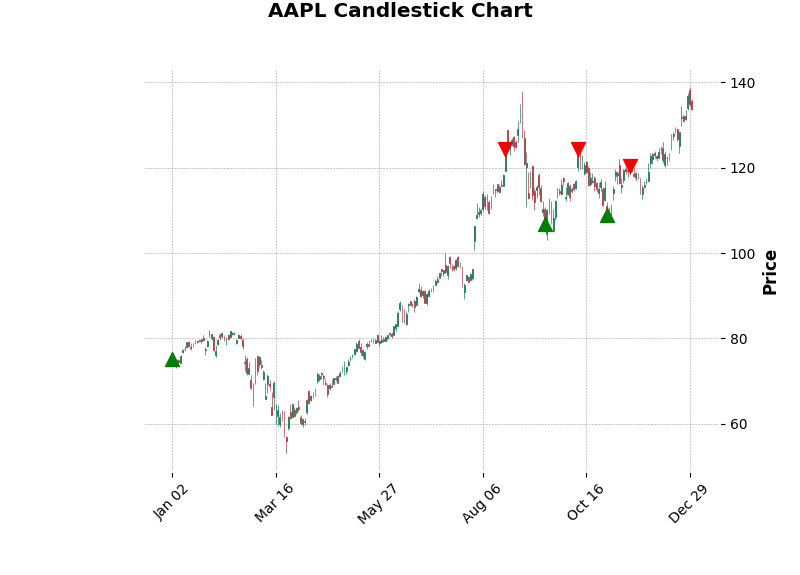 AAPL Candlestick Chart
140
120
100
80
60
Price
Jan 02
Mar 16
May 27
Aug 06
Oct 16
Dec 29